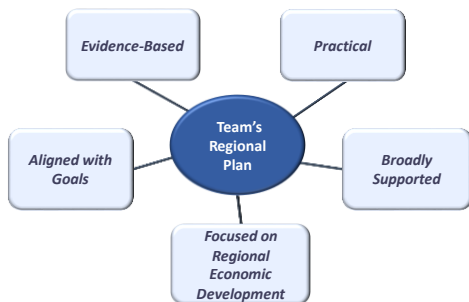 Evidence-Based
Practical
Team's
Regional
Plan
Aligned with
Goals
Broadly
Supported
Focused on
Regional
Economic
Development